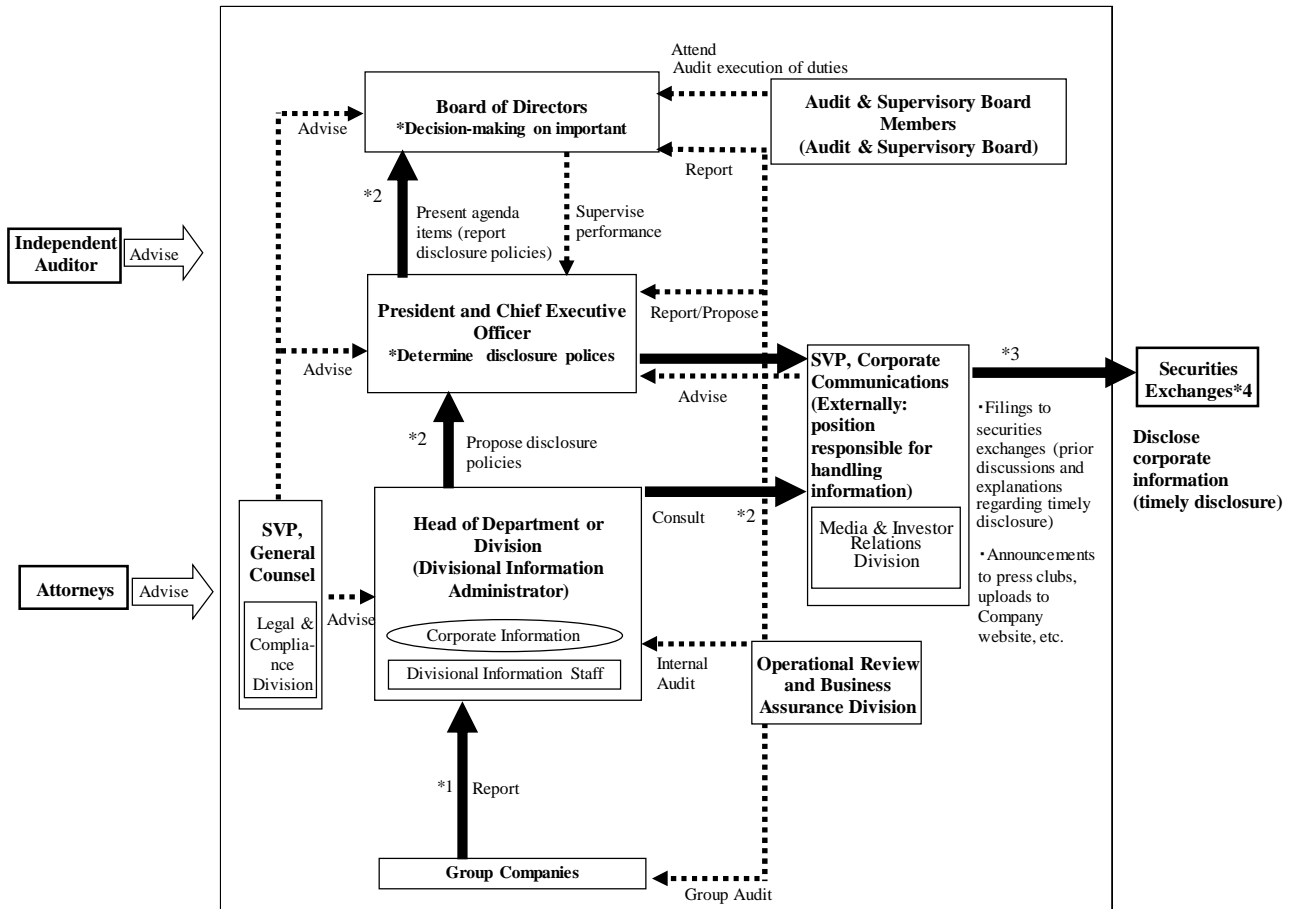 Attend
Audit execution of duties
Board of Directors
*Decision-making on important
Audit & Supervisory Board
Members
(Audit & Supervisory Board)
Advise
Report
*2
Present agenda
items (report
disclosure policies)
Supervise
performance
Independent
Auditor
Advise
President and Chief Executive
Officer
*Determine disclosure polices
Report/Propose
Advise
Advise
SVP, Corporate
Communications
(Externally:
position
responsible for
handling
information)
Media & Investor
Relations
Division
*3
Securities
Exchanges*4
・Filings to
securities
exchanges (prior
discussions and
explanations
regarding timely
disclosure)
・Announcements
to press clubs,
uploads to
Company
website, etc.
Disclose
corporate
information
(timely disclosure)
*2
Propose disclosure
policies
Head of Department or
Division
(Divisional Information
Administrator)
Corporate Information
Divisional Information Staff
Consult
*2
SVP,
General
Counsel
Legal &
Complia-
nce
Division
Advise
Attorneys
Advise
Internal
Audit
Operational Review
and Business
Assurance Division
*1
Report
Group Companies
Group Audit